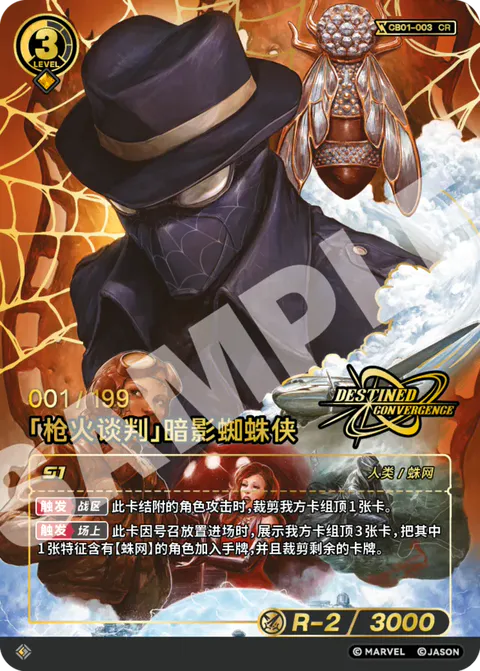 3
LEVEL
CB01-003 CR
SAMPLE
001/199
DESTINED
CONVERGENCE
「枪火谈判」暗影蜘蛛侠
S1
人类 / 蛛网
触发 战区 此卡结附的角色攻击时,裁剪我方卡组顶1张卡。
触发 场上 此卡因号召放置进场时,展示我方卡组顶3张卡,把其中
1张特征含有【蛛网】的角色加入手牌,并且裁剪剩余的卡牌。
R-2 / 3000
©MARVEL ©JASON